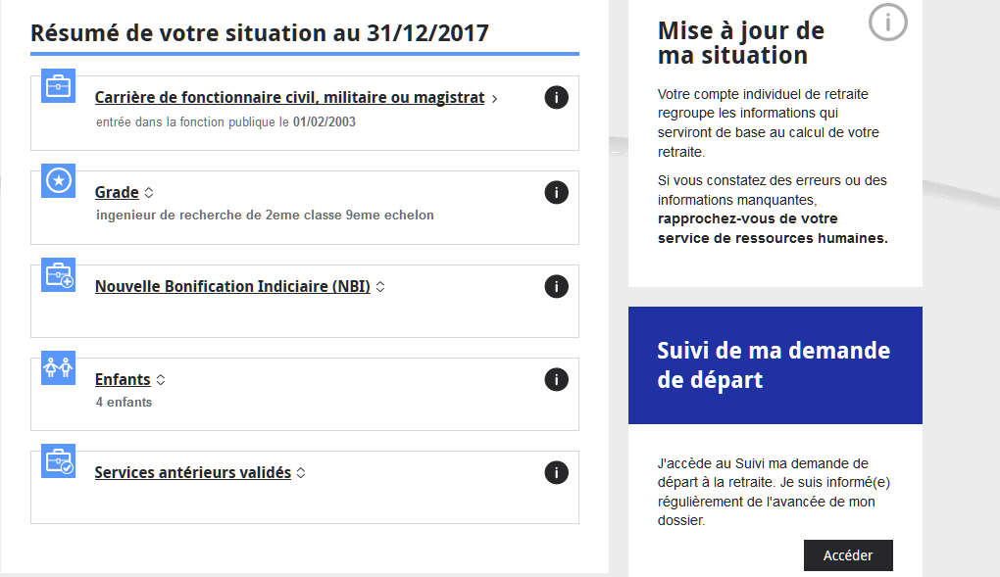 Résumé de votre situation au 31/12/2017
Carrière de fonctionnaire civil, militaire ou magistrat
entrée dans la fonction publique le 01/02/2003
Grade
ingenieur de recherche de 2eme classe 9eme echelon
Nouvelle Bonification Indiciaire (NBI)
Enfants
4 enfants
Services antérieurs validés
Mise à jour de
ma situation
Votre compte individuel de retraite
regroupe les informations qui
serviront de base au calcul de votre
retraite.
Si vous constatez des erreurs ou des
informations manquantes,
rapprochez-vous de votre
service de ressources humaines.
Suivi de ma demande
de départ
J'accède au Suivi ma demande de
départ à la retraite. Je suis informé(e)
régulièrement de l'avancée de mon
dossier.
Accéder